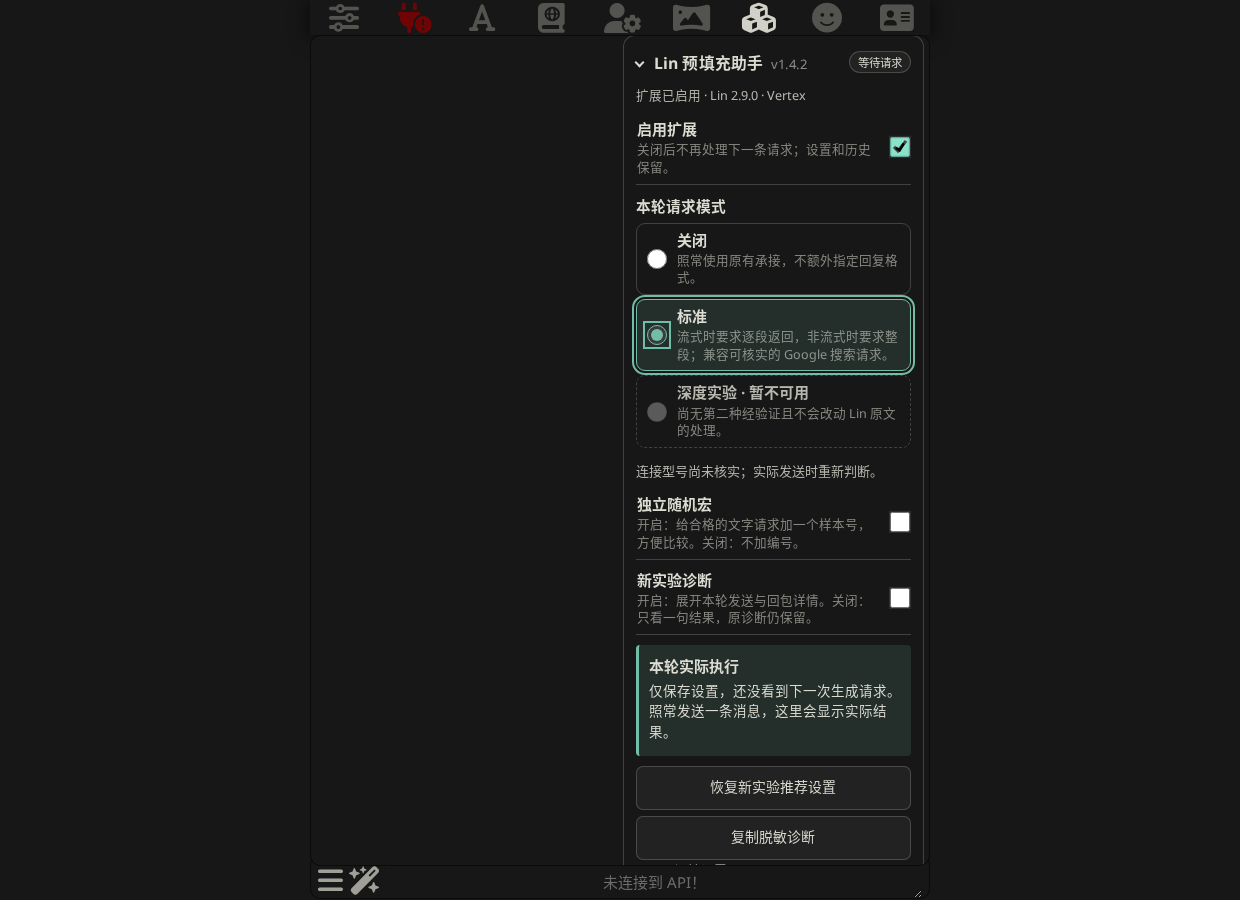 Lin 预填充助手 v1.4.2 等待请求
扩展已启用 · Lin 2.9.0 · Vertex
启用扩展
关闭后不再处理下一条请求；设置和历史
保留。
本轮请求模式
关闭
照常使用原有承接，不额外指定回复格
式。
标准
流式时要求逐段返回，非流式时要求整
段；兼容可核实的 Google 搜索请求。
深度实验 · 暂不可用
尚无第二种经验证且不会改动 Lin 原文
的处理。
连接型号尚未核实；实际发送时重新判断。
独立随机宏
开启：给合格的文字请求加一个样本号，
方便比较。关闭：不加编号。
新实验诊断
开启：展开本轮发送与回包详情。关闭：
只看一句结果，原诊断仍保留。
本轮实际执行
仅保存设置，还没看到下一次生成请求。
照常发送一条消息，这里会显示实际结
果。
恢复新实验推荐设置
复制脱敏诊断
未连接到 API！